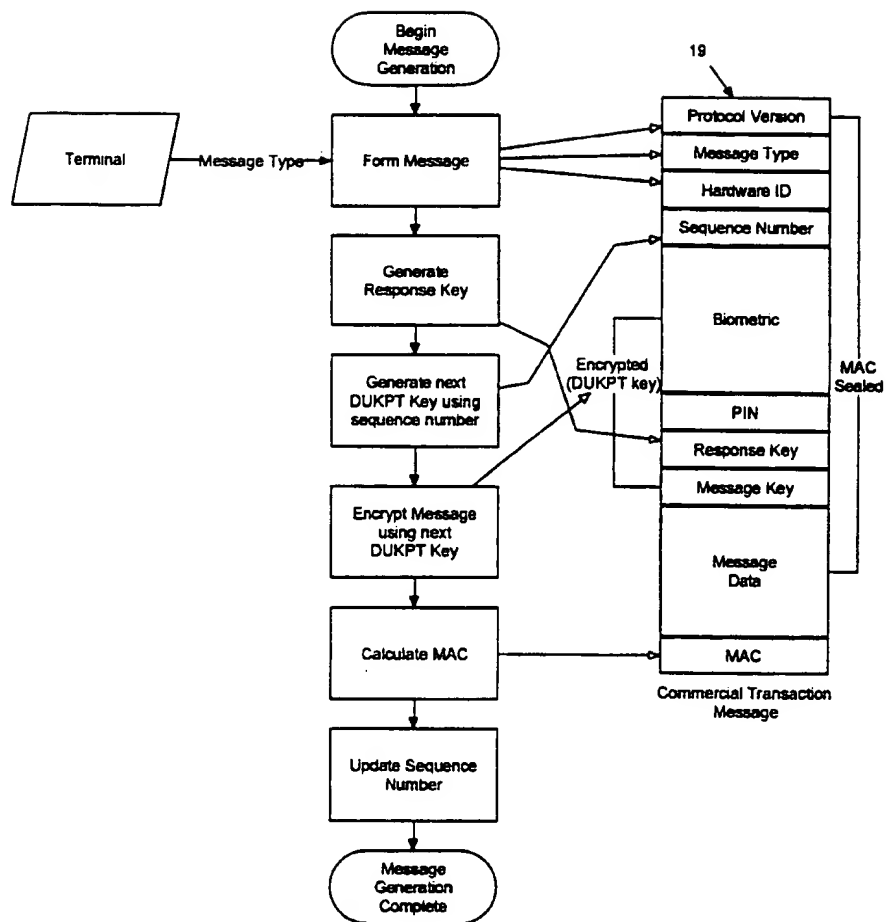 Begin
Message
Generation
19
Terminal
Message Type
Form Message
Protocol Version
Message Type
Hardware ID
Sequence Number
Generate
Response Key
Biometric
Generate next
DUKPT Key using
sequence number
Encrypted
(DUKPT key)
MAC
Sealed
PIN
Response Key
Message Key
Encrypt Message
using next
DUKPT Key
Message
Data
Calculate MAC
MAC
Commercial Transaction
Message
Update Sequence
Number
Message
Generation
Complete